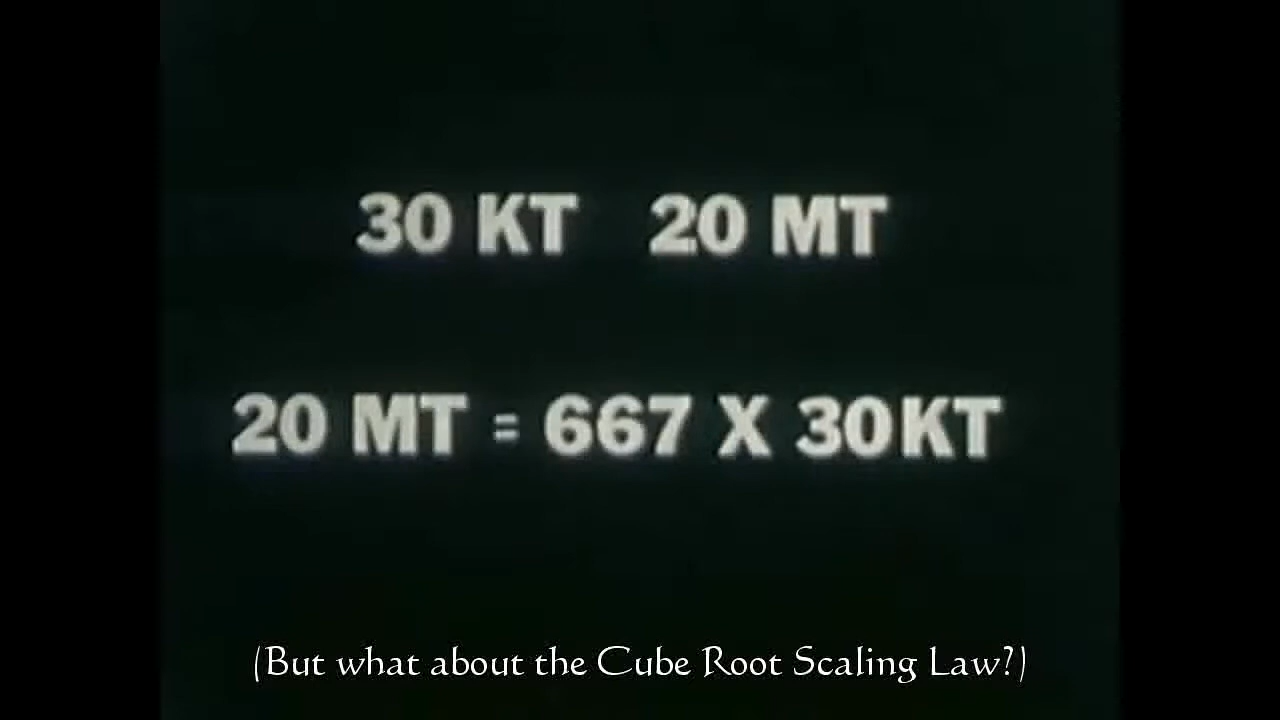 30 KT 20 MT
20 MT = 667 X 30KT
(But what about the Cube Root Scaling Law?)